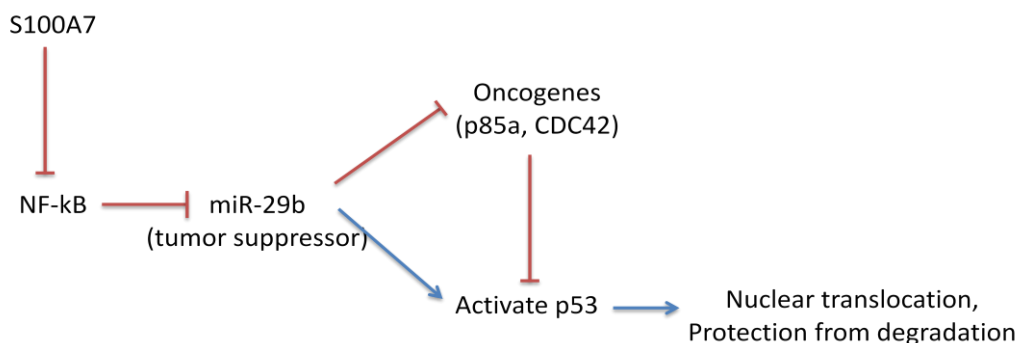 S100A7
Oncogenes
(p85a, CDC42)
NF-kB
miR-29b
(tumor suppressor)
Activate p53
Nuclear translocation,
Protection from degradation